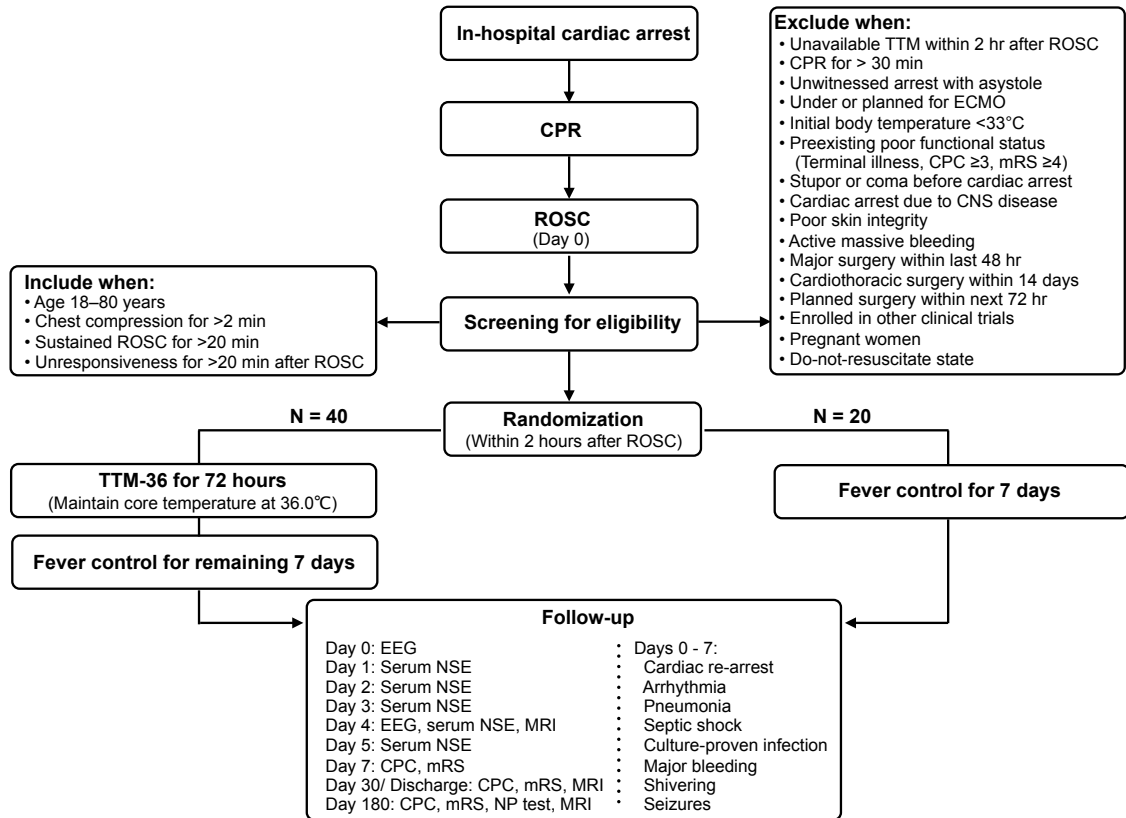 In-hospital cardiac arrest
CPR
ROSC
(Day 0)
Screening for eligibility
Include when:
• Age 18–80 years
• Chest compression for >2 min
• Sustained ROSC for >20 min
• Unresponsiveness for >20 min after ROSC
Exclude when:
• Unavailable TTM within 2 hr after ROSC
• CPR for > 30 min
• Unwitnessed arrest with asystole
• Under or planned for ECMO
• Initial body temperature <33°C
• Preexisting poor functional status
(Terminal illness, CPC ≥3, mRS ≥4)
• Stupor or coma before cardiac arrest
• Cardiac arrest due to CNS disease
• Poor skin integrity
• Active massive bleeding
• Major surgery within last 48 hr
• Cardiothoracic surgery within 14 days
• Planned surgery within next 72 hr
• Enrolled in other clinical trials
• Pregnant women
• Do-not-resuscitate state
Randomization
(Within 2 hours after ROSC)
N = 40
N = 20
TTM-36 for 72 hours
(Maintain core temperature at 36.0℃)
Fever control for remaining 7 days
Fever control for 7 days
Follow-up
Day 0: EEG
Day 1: Serum NSE
Day 2: Serum NSE
Day 3: Serum NSE
Day 4: EEG, serum NSE, MRI
Day 5: Serum NSE
Day 7: CPC, mRS
Day 30/ Discharge: CPC, mRS, MRI
Day 180: CPC, mRS, NP test, MRI
Days 0 - 7:
Cardiac re-arrest
Arrhythmia
Pneumonia
Septic shock
Culture-proven infection
Major bleeding
Shivering
Seizures